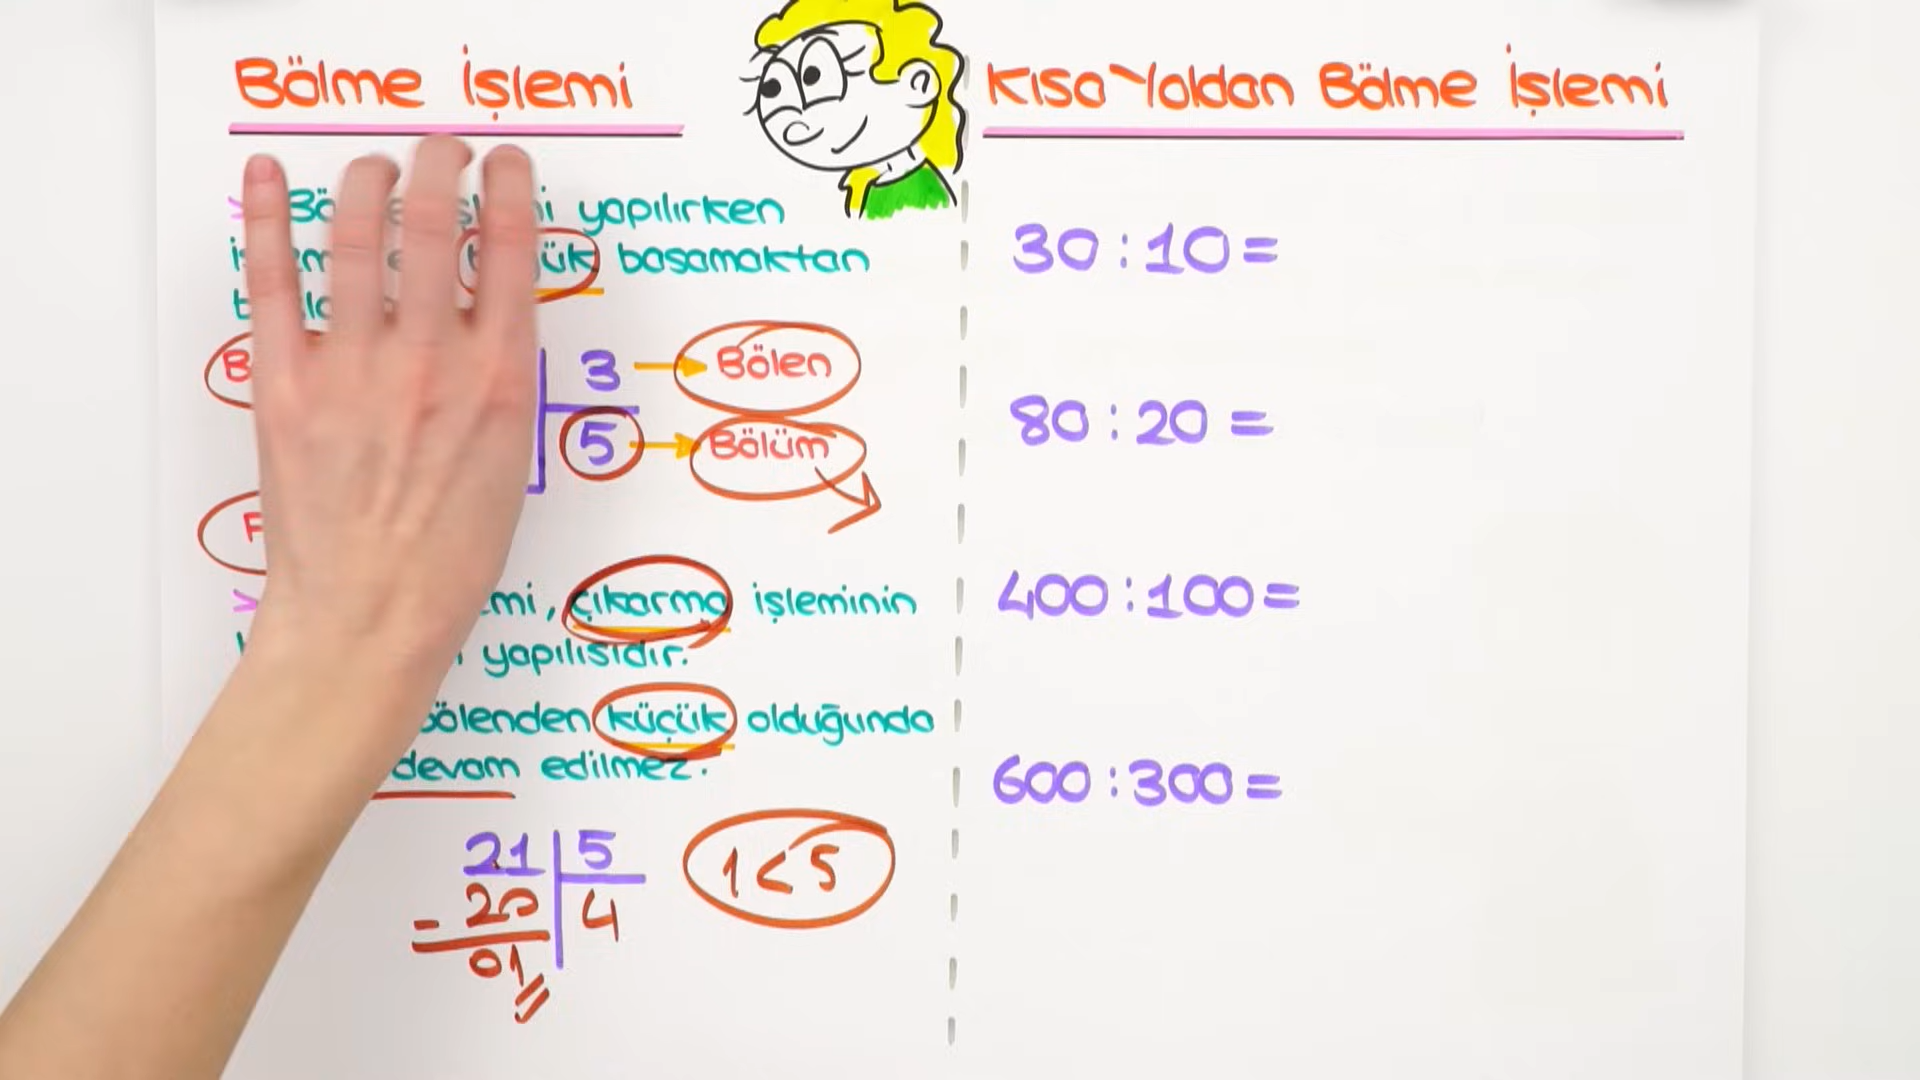 Bölme İşlemi
yapılırken
basamaktan
3 Bölen
5 Bölüm
çıkarma işleminin
yapılışıdır.
bölenden küçük olduğunda
devam edilmez.
21 5
- 20 4
01
1 < 5
Kısa Yoldan Bölme İşlemi
30 : 10 =
80 : 20 =
400 : 100 =
600 : 300 =